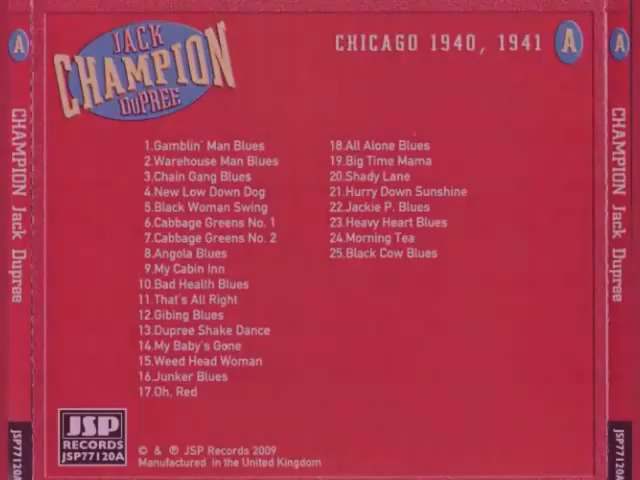 A
JACK
CHAMPION
DUPREE
CHICAGO 1940, 1941
A
A
CHAMPION Jack Dupree
CHAMPION Jack Dupree
1.Gamblin' Man Blues
2.Warehouse Man Blues
3.Chain Gang Blues
4.New Low Down Dog
5.Black Woman Swing
6.Cabbage Greens No. 1
7.Cabbage Greens No. 2
8.Angola Blues
9.My Cabin Inn
10.Bad Health Blues
11.That's All Right
12.Gibing Blues
13.Dupree Shake Dance
14.My Baby's Gone
15.Weed Head Woman
16.Junker Blues
17.Oh, Red
18.All Alone Blues
19.Big Time Mama
20.Shady Lane
21.Hurry Down Sunshine
22.Jackie P. Blues
23.Heavy Heart Blues
24.Morning Tea
25.Black Cow Blues
JSP
RECORDS
JSP77120A
© & ℗ JSP Records 2009
Manufactured in the United Kingdom
JSP77120A
JSP77120A